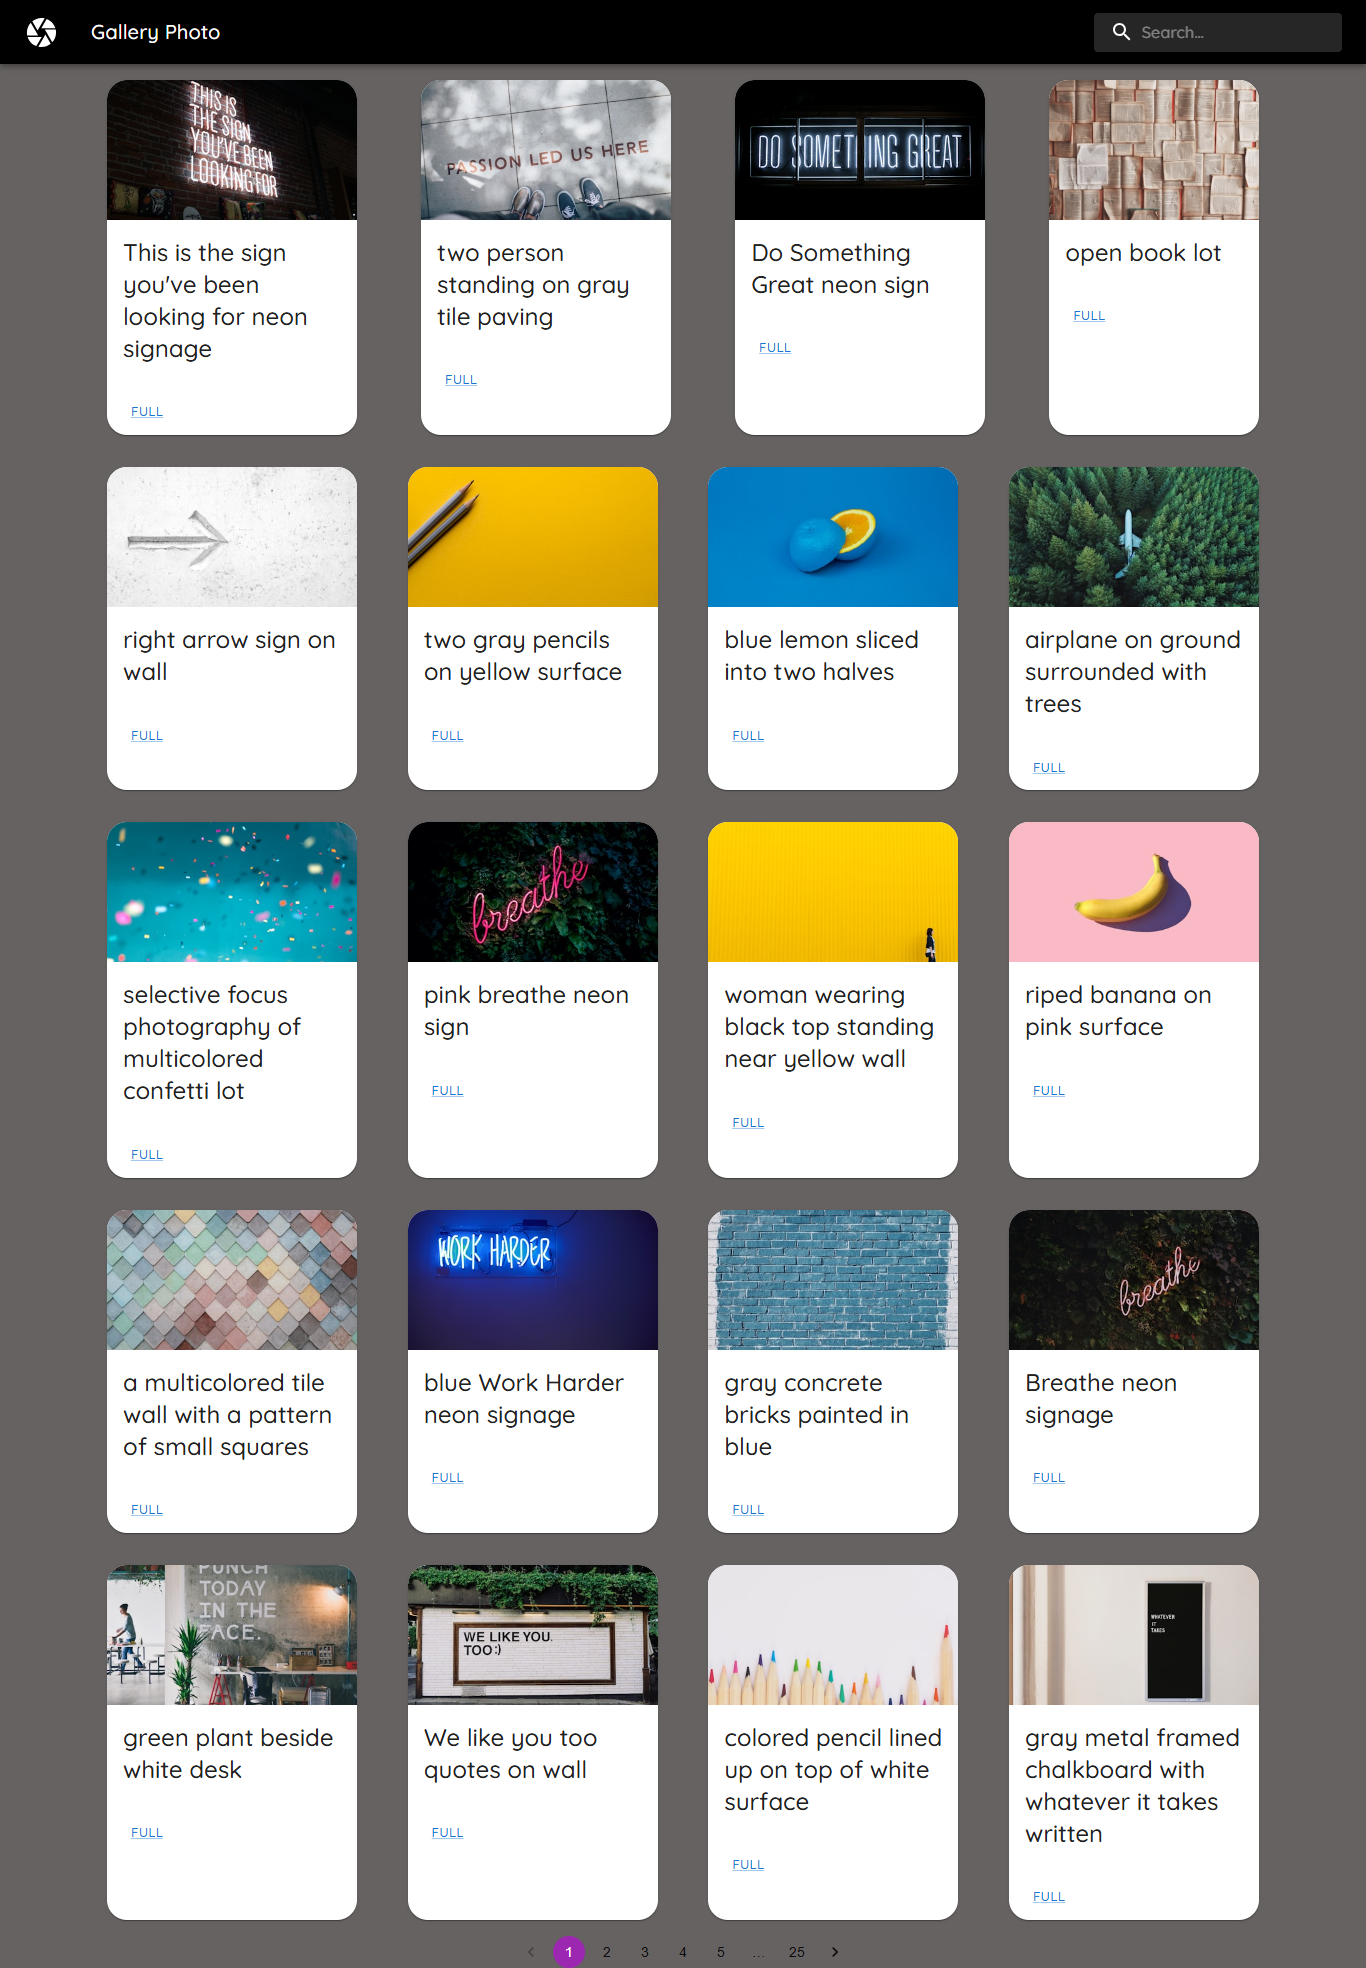 Gallery Photo
Search...
THIS IS
THE SIGN
YOU'VE BEEN
LOOKING FOR
PASSION LED US HERE
DO SOMETHING GREAT
This is the sign
you've been
looking for neon
signage
FULL
two person
standing on gray
tile paving
FULL
Do Something
Great neon sign
FULL
open book lot
FULL
right arrow sign on
wall
FULL
two gray pencils
on yellow surface
FULL
blue lemon sliced
into two halves
FULL
airplane on ground
surrounded with
trees
FULL
breathe
selective focus
photography of
multicolored
confetti lot
FULL
pink breathe neon
sign
FULL
woman wearing
black top standing
near yellow wall
FULL
riped banana on
pink surface
FULL
WORK HARDER
breathe
a multicolored tile
wall with a pattern
of small squares
FULL
blue Work Harder
neon signage
FULL
gray concrete
bricks painted in
blue
FULL
Breathe neon
signage
FULL
PUNCH
TODAY
IN THE
FACE.
WE LIKE YOU.
TOO :)
WHATEVER
IT
TAKES
green plant beside
white desk
FULL
We like you too
quotes on wall
FULL
colored pencil lined
up on top of white
surface
FULL
gray metal framed
chalkboard with
whatever it takes
written
FULL
1 2 3 4 5 ... 25